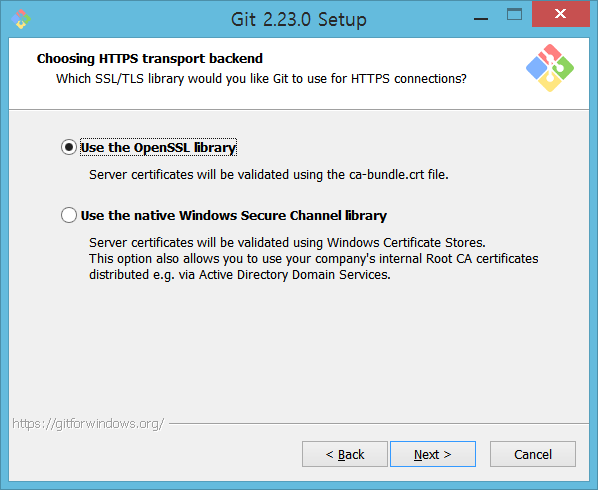 Git 2.23.0 Setup
Choosing HTTPS transport backend
Which SSL/TLS library would you like Git to use for HTTPS connections?
Use the OpenSSL library
Server certificates will be validated using the ca-bundle.crt file.
Use the native Windows Secure Channel library
Server certificates will be validated using Windows Certificate Stores.
This option also allows you to use your company's internal Root CA certificates
distributed e.g. via Active Directory Domain Services.
https://gitforwindows.org/
< Back
Next >
Cancel